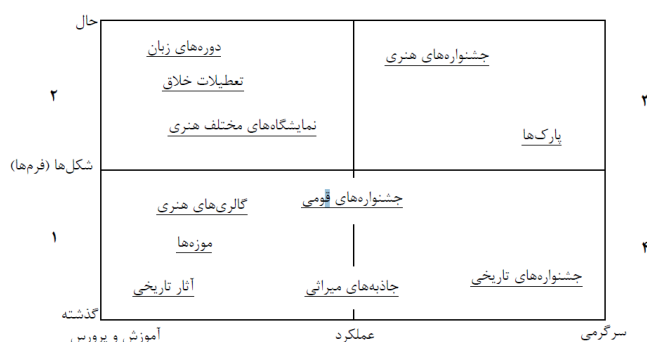 حال
دوره‌های زبان
جشنواره‌های هنری
تعطیلات خلاق
۲
۳
نمایشگاه‌های مختلف هنری
پارک‌ها
شکل‌ها (فرم‌ها)
گالری‌های هنری
جشنواره‌های قومی
۱
موزه‌ها
۴
آثار تاریخی
جاذبه‌های میراثی
جشنواره‌های تاریخی
گذشته
آموزش و پرورس
عملکرد
سرگرمی